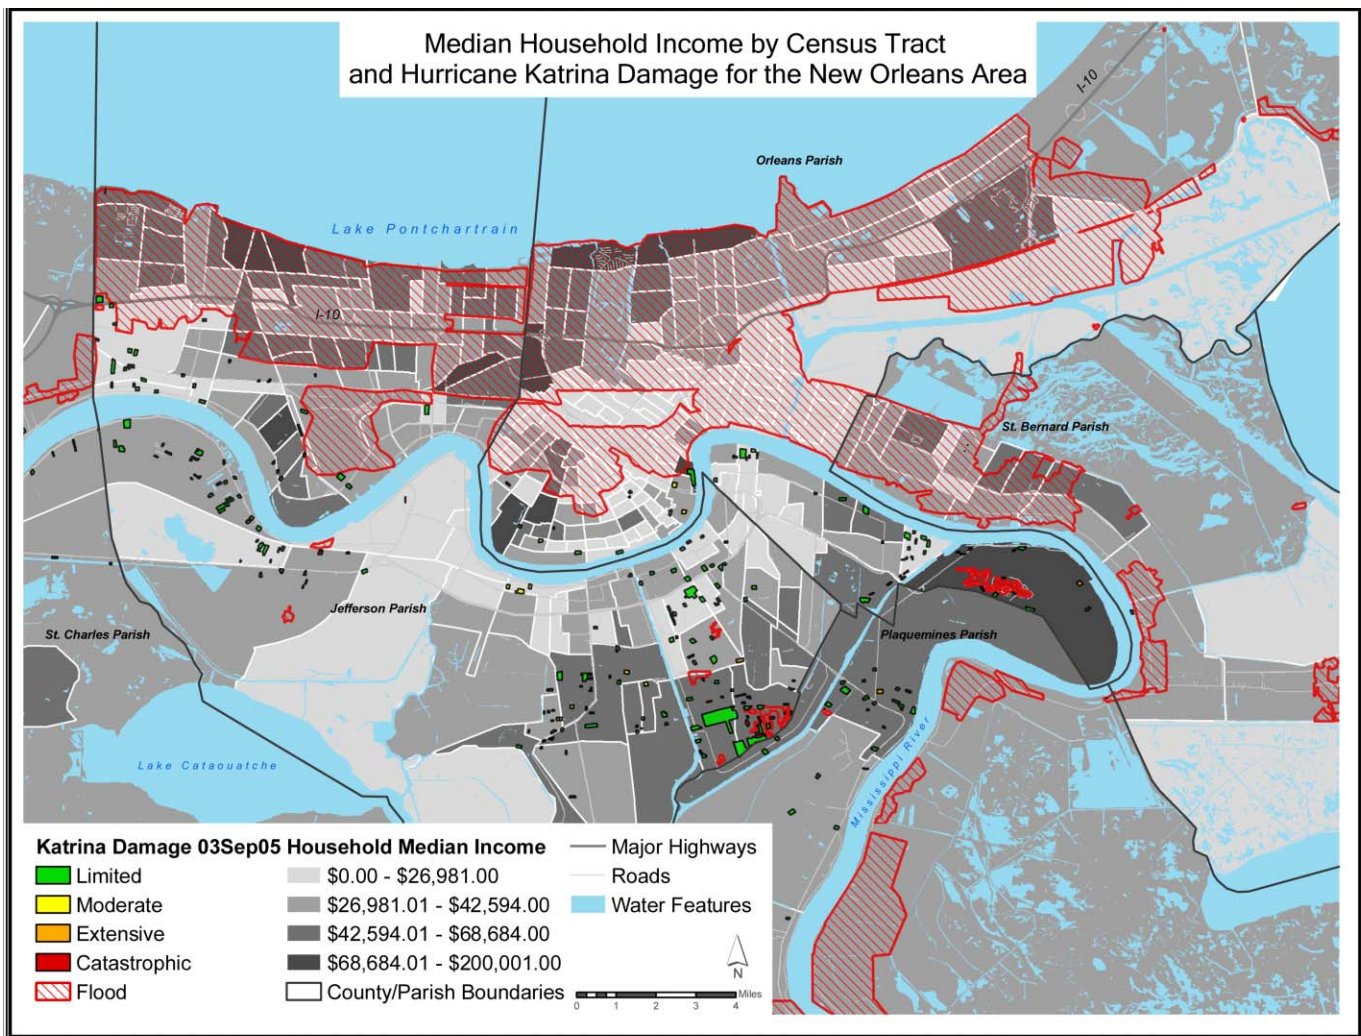 Median Household Income by Census Tract
and Hurricane Katrina Damage for the New Orleans Area
I-10
Orleans Parish
Lake Pontchartrain
I-10
St. Bernard Parish
Jefferson Parish
St. Charles Parish
Plaquemines Parish
Mississippi River
Lake Cataouatche
Katrina Damage 03Sep05
Limited
Moderate
Extensive
Catastrophic
Flood
Household Median Income
$0.00 - $26,981.00
$26,981.01 - $42,594.00
$42,594.01 - $68,684.00
$68,684.01 - $200,001.00
County/Parish Boundaries
Major Highways
Roads
Water Features
N
Miles
0 1 2 3 4